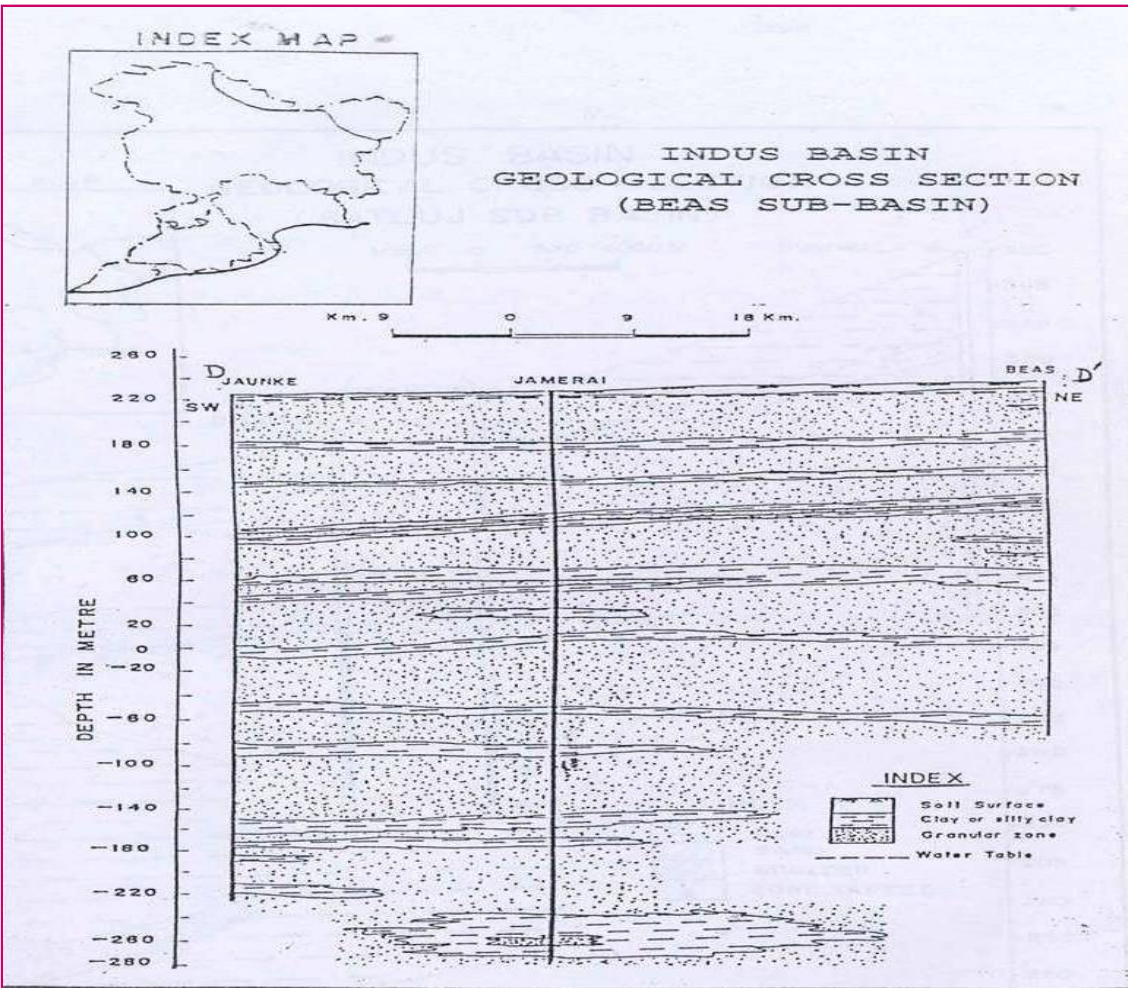 INDEX MAP
INDUS BASIN
GEOLOGICAL CROSS SECTION
(BEAS SUB-BASIN)
Km. 9 0 9 18 Km.
260
220
180
140
100
60
20
0
-20
-60
-100
-140
-180
-220
-260
-280
DEPTH IN METRE
D
JAUNKE
SW
JAMERAI
BEAS
NE
INDEX
Soil Surface
Clay or silty clay
Granular zone
Water Table